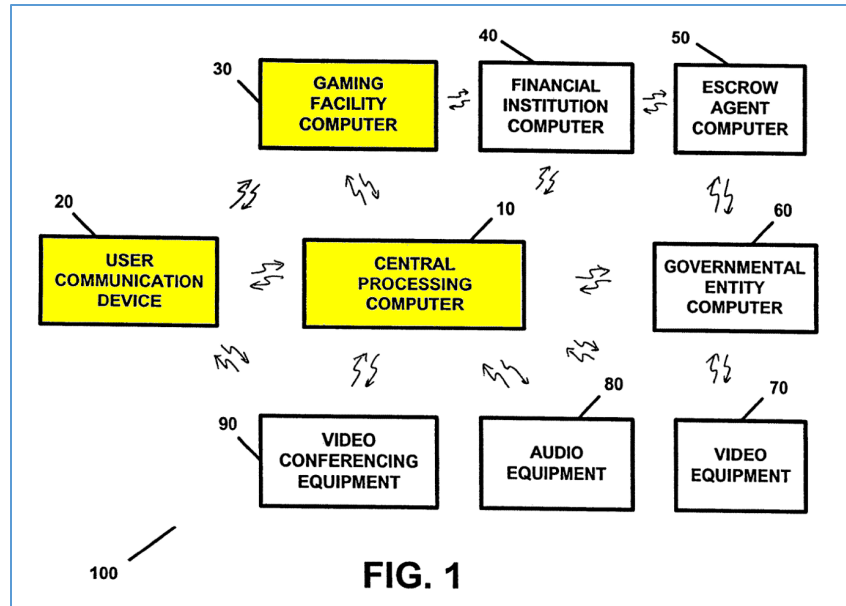 30
GAMING
FACILITY
COMPUTER
40
FINANCIAL
INSTITUTION
COMPUTER
50
ESCROW
AGENT
COMPUTER
20
USER
COMMUNICATION
DEVICE
10
CENTRAL
PROCESSING
COMPUTER
60
GOVERNMENTAL
ENTITY
COMPUTER
90
VIDEO
CONFERENCING
EQUIPMENT
80
AUDIO
EQUIPMENT
70
VIDEO
EQUIPMENT
100
FIG. 1